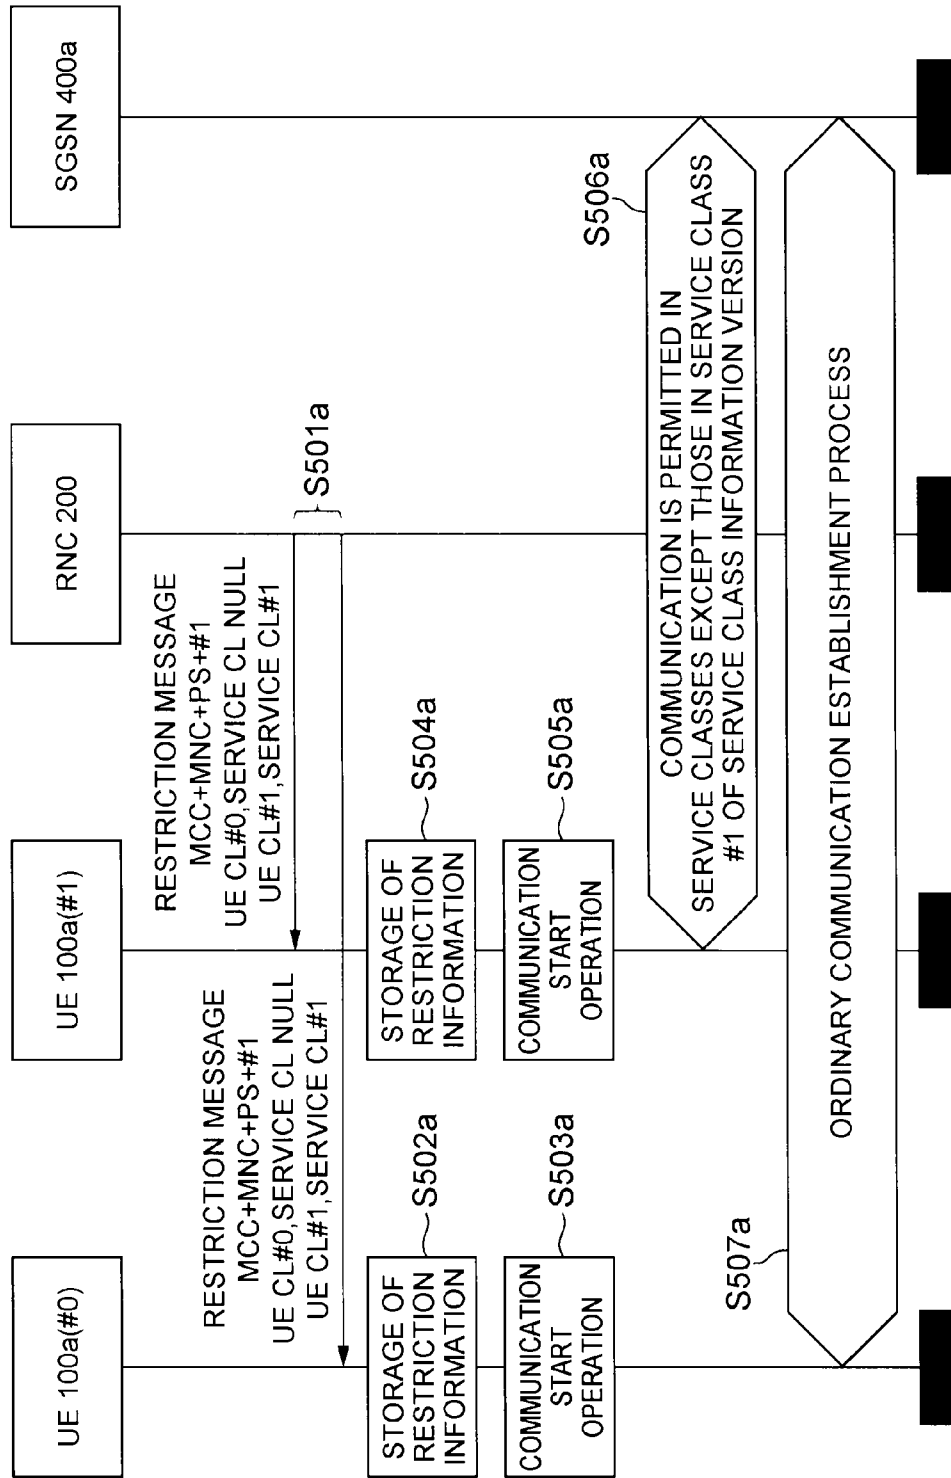 UE 100a(#0)
UE 100a(#1)
RNC 200
SGSN 400a
RESTRICTION MESSAGE
MCC+MNC+PS+#1
UE CL#0,SERVICE CL NULL
UE CL#1,SERVICE CL#1
RESTRICTION MESSAGE
MCC+MNC+PS+#1
UE CL#0,SERVICE CL NULL
UE CL#1,SERVICE CL#1
S501a
S502a
STORAGE OF
RESTRICTION
INFORMATION
S504a
STORAGE OF
RESTRICTION
INFORMATION
S503a
COMMUNICATION
START
OPERATION
S505a
COMMUNICATION
START
OPERATION
S506a
COMMUNICATION IS PERMITTED IN
SERVICE CLASSES EXCEPT THOSE IN SERVICE CLASS
#1 OF SERVICE CLASS INFORMATION VERSION
S507a
ORDINARY COMMUNICATION ESTABLISHMENT PROCESS